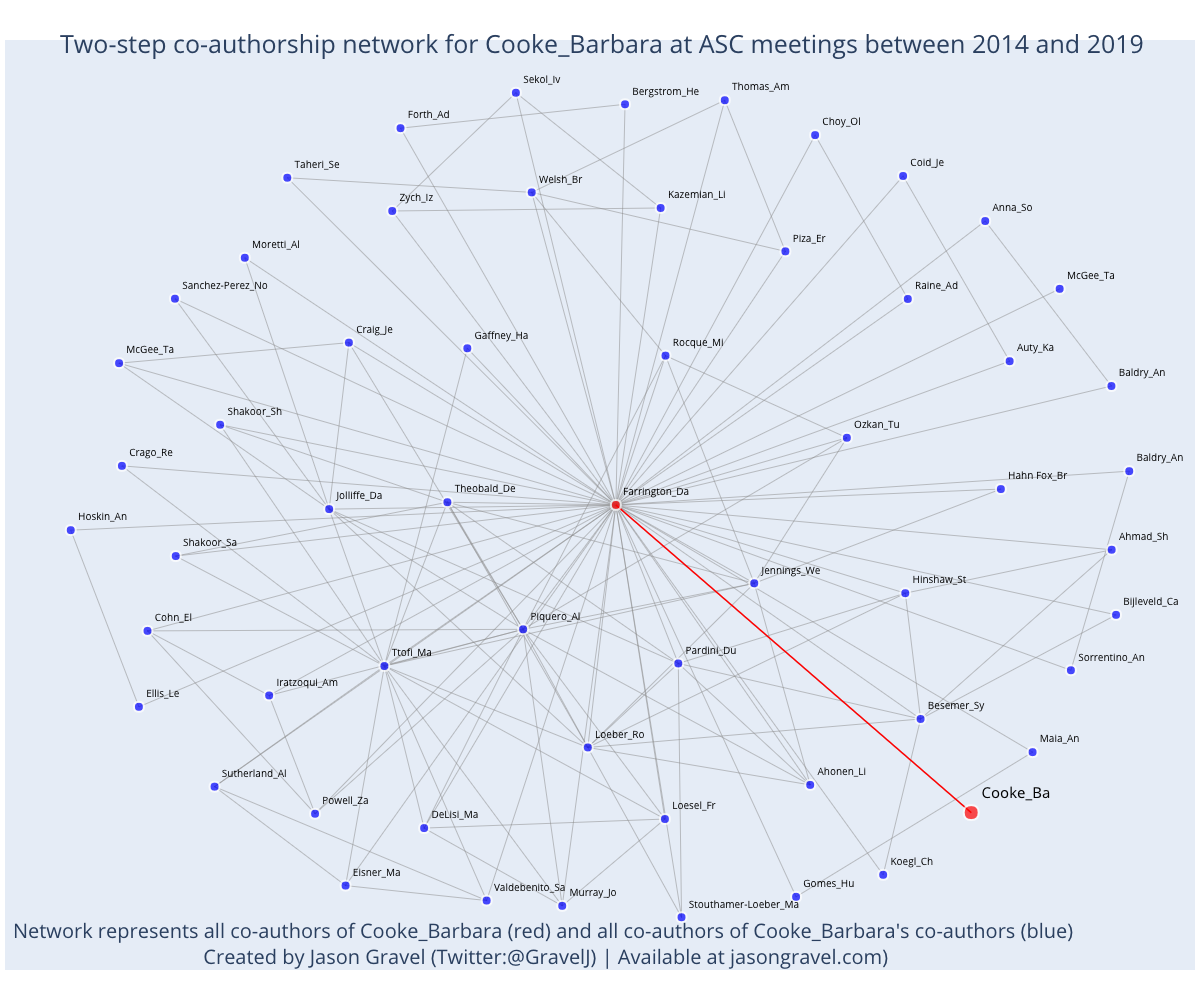 Two-step co-authorship network for Cooke_Barbara at ASC meetings between 2014 and 2019
Sekol_Iv
Thomas_Am
Bergstrom_He
Forth_Ad
Choy_Ol
Coid_Je
Taheri_Se
Welsh_Br
Zych_Iz
Kazemian_Li
Anna_So
Piza_Er
Moretti_Al
McGee_Ta
Sanchez-Perez_No
Raine_Ad
Craig_Je
Gaffney_Ha
Rocque_Mi
McGee_Ta
Auty_Ka
Baldry_An
Shakoor_Sh
Ozkan_Tu
Crago_Re
Baldry_An
Hahn Fox_Br
Theobald_De
Farrington_Da
Jolliffe_Da
Hoskin_An
Ahmad_Sh
Shakoor_Sa
Jennings_We
Hinshaw_St
Bijleveld_Ca
Cohn_El
Piquero_Al
Ttofi_Ma
Pardini_Du
Sorrentino_An
Iratzoqui_Am
Ellis_Le
Besemer_Sy
Loeber_Ro
Maia_An
Sutherland_Al
Ahonen_Li
Cooke_Ba
Powell_Za
DeLisi_Ma
Loesel_Fr
Koegl_Ch
Eisner_Ma
Valdebenito_Sa
Murray_Jo
Gomes_Hu
Stouthamer-Loeber_Ma
Network represents all co-authors of Cooke_Barbara (red) and all co-authors of Cooke_Barbara's co-authors (blue)
Created by Jason Gravel (Twitter:@GravelJ) | Available at jasongravel.com)